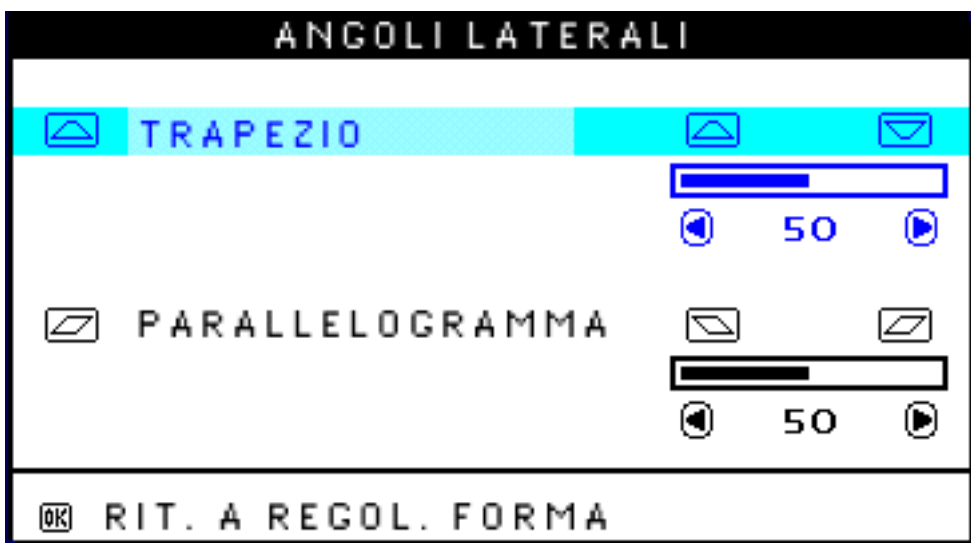 ANGOLI LATERALI
TRAPEZIO
50
PARALLELOGRAMMA
50
OK RIT. A REGOL. FORMA